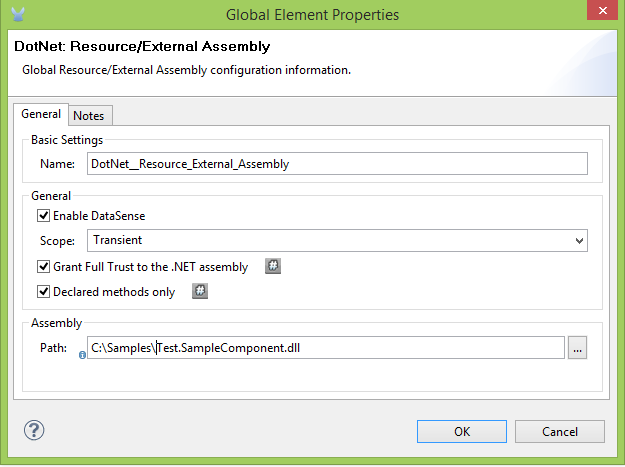 Global Element Properties
DotNet: Resource/External Assembly
Global Resource/External Assembly configuration information.
General Notes
Basic Settings
Name: DotNet__Resource_External_Assembly
General
Enable DataSense
Scope: Transient
Grant Full Trust to the .NET assembly #
Declared methods only #
Assembly
Path: C:\Samples\Test.SampleComponent.dll ...
? OK Cancel